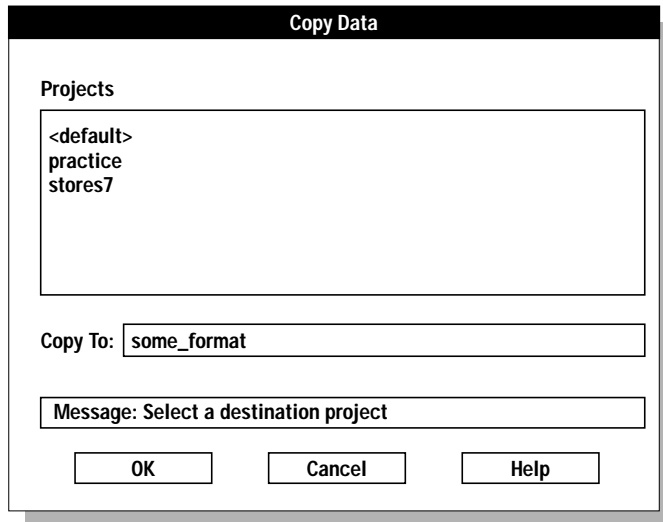 Copy Data
Projects
<default>
practice
stores7
Copy To: some_format
Message: Select a destination project
OK Cancel Help